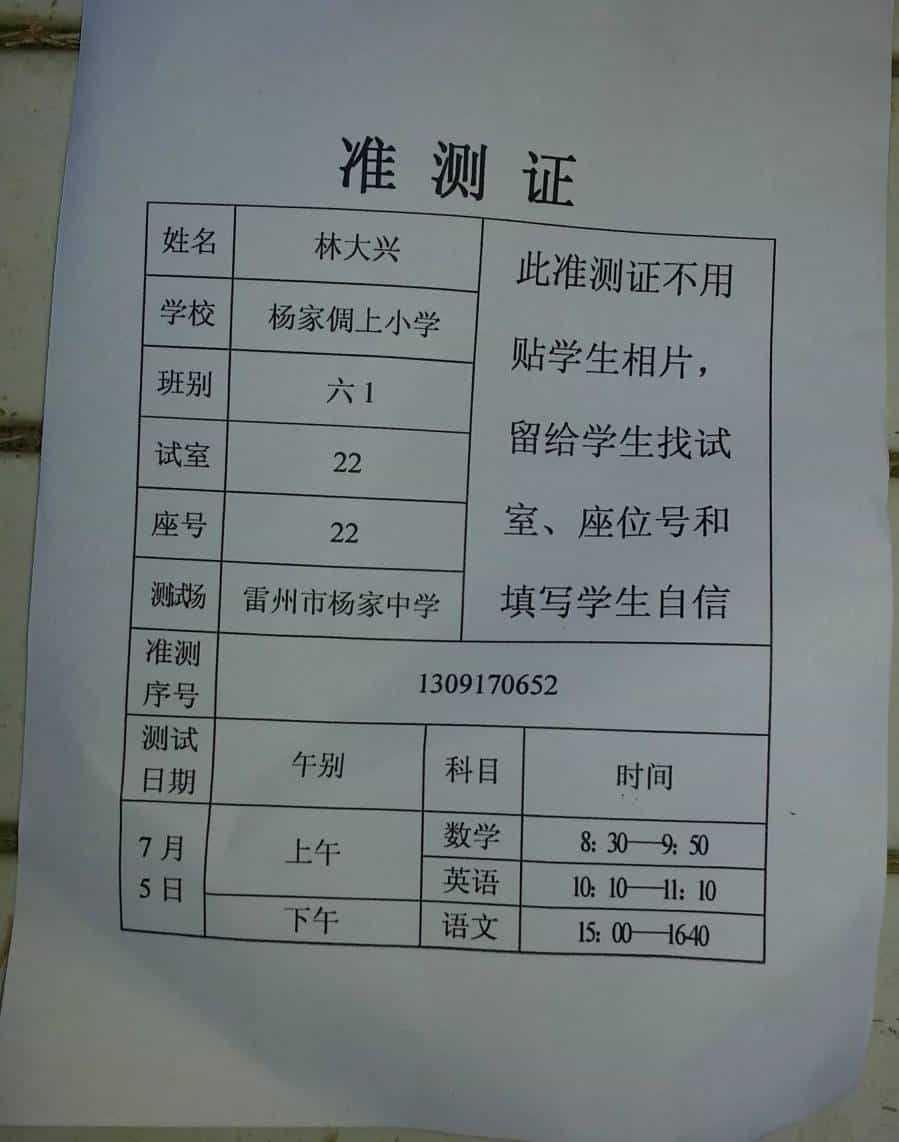 准测证
姓名 林大兴
学校 杨家倜上小学
班别 六1
试室 22
座号 22
测试场 雷州市杨家中学
此准测证不用
贴学生相片，
留给学生找试
室、座位号和
填写学生自信
准测
序号 1309170652
测试
日期 午别 科目 时间
7月
5日 上午 数学 8：30—9：50
英语 10：10—11：10
下午 语文 15：00—1640